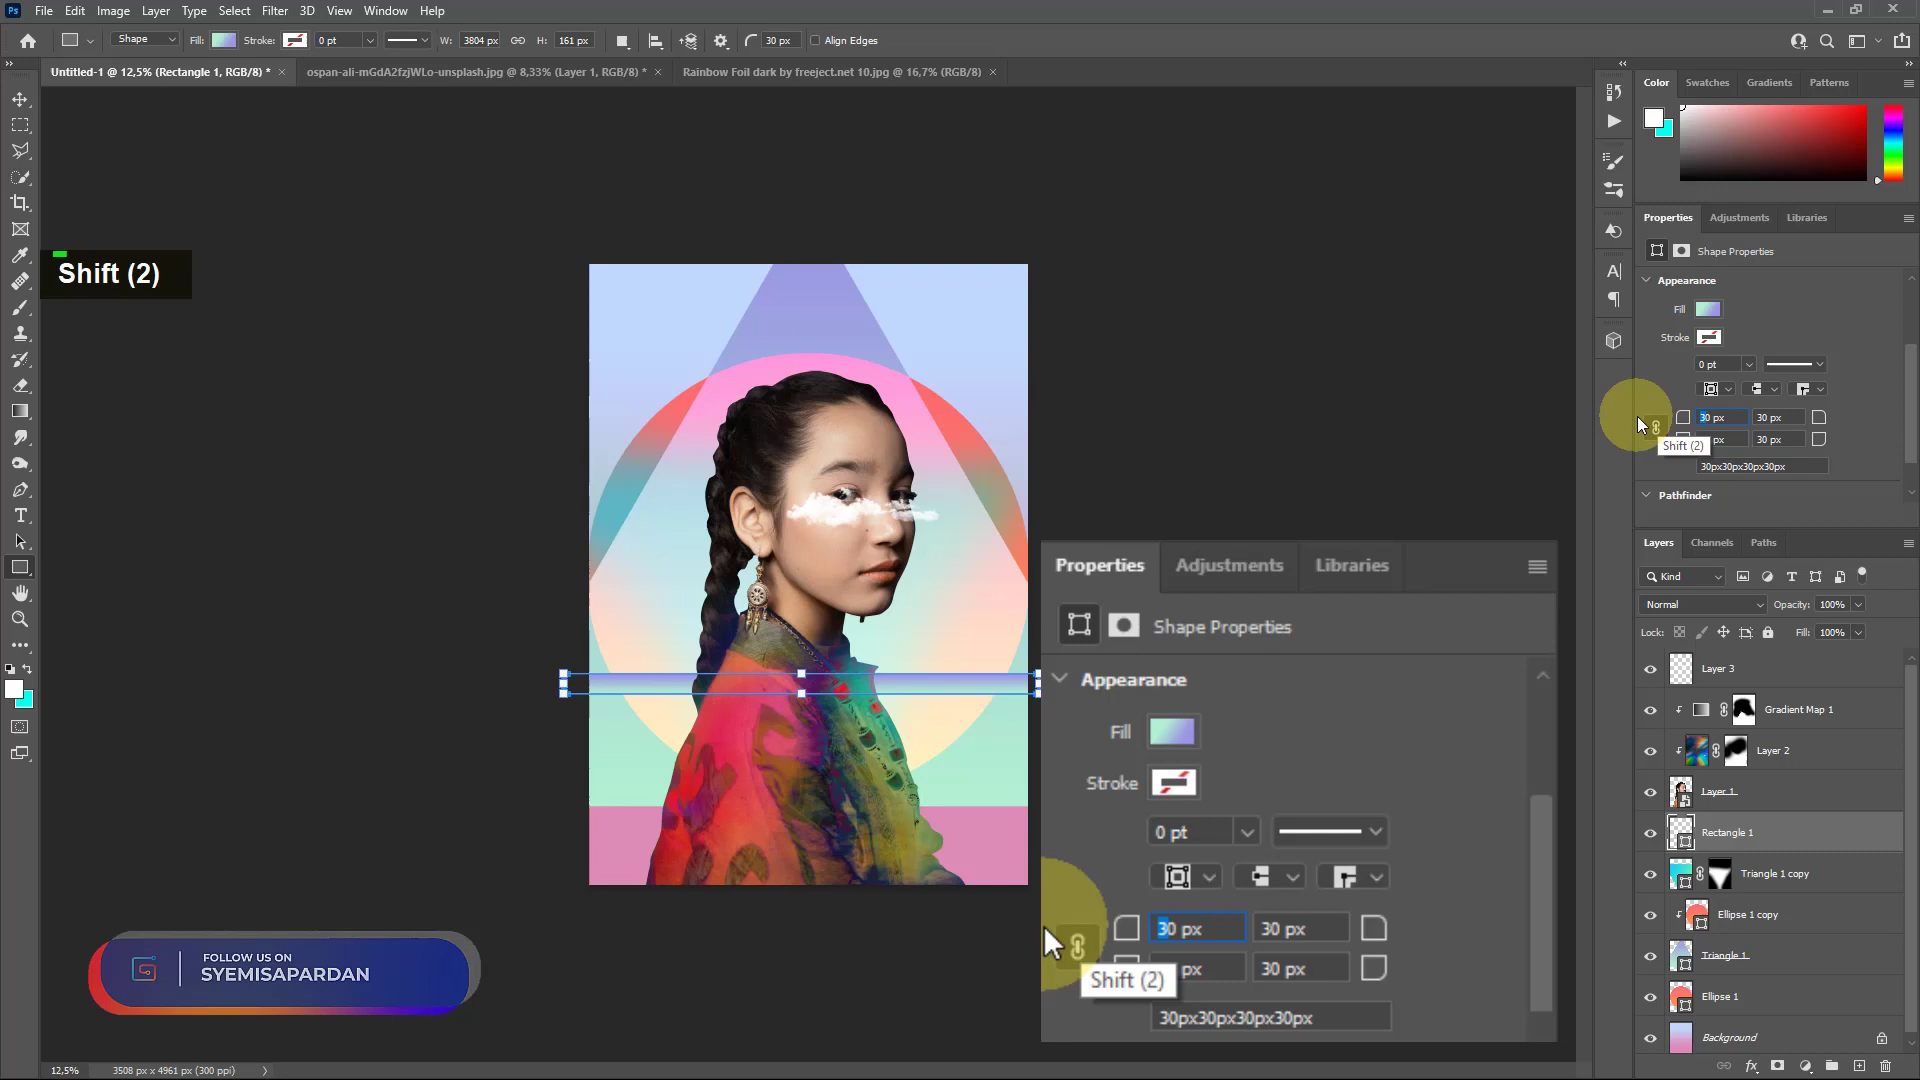 Ps File Edit Image Layer Type Select Filter 3D View Window Help
Shape Fill: Stroke: 0 pt W: 3804 px H: 161 px 30 px Align Edges
Untitled-1 @ 12,5% (Rectangle 1, RGB/8) * × ospan-ali-mGdA2fzjWLo-unsplash.jpg @ 8,33% (Layer 1, RGB/8) * × Rainbow Foil dark by freeject.net 10.jpg @ 16,7% (RGB/8) ×
Color Swatches Gradients Patterns
Properties Adjustments Libraries
Shape Properties
Appearance
Fill
Stroke
0 pt
30 px 30 px
px 30 px
Shift (2)
30px30px30px30px
Pathfinder
Shift (2)
Properties Adjustments Libraries
Shape Properties
Appearance
Fill
Stroke
0 pt
30 px 30 px
px 30 px
Shift (2)
30px30px30px30px
Layers Channels Paths
Kind
Normal Opacity: 100%
Lock: Fill: 100%
Layer 3
Gradient Map 1
Layer 2
Layer 1
Rectangle 1
Triangle 1 copy
Ellipse 1 copy
Triangle 1
Ellipse 1
Background
FOLLOW US ON
SYEMISAPARDAN
12,5% 3508 px x 4961 px (300 ppi)